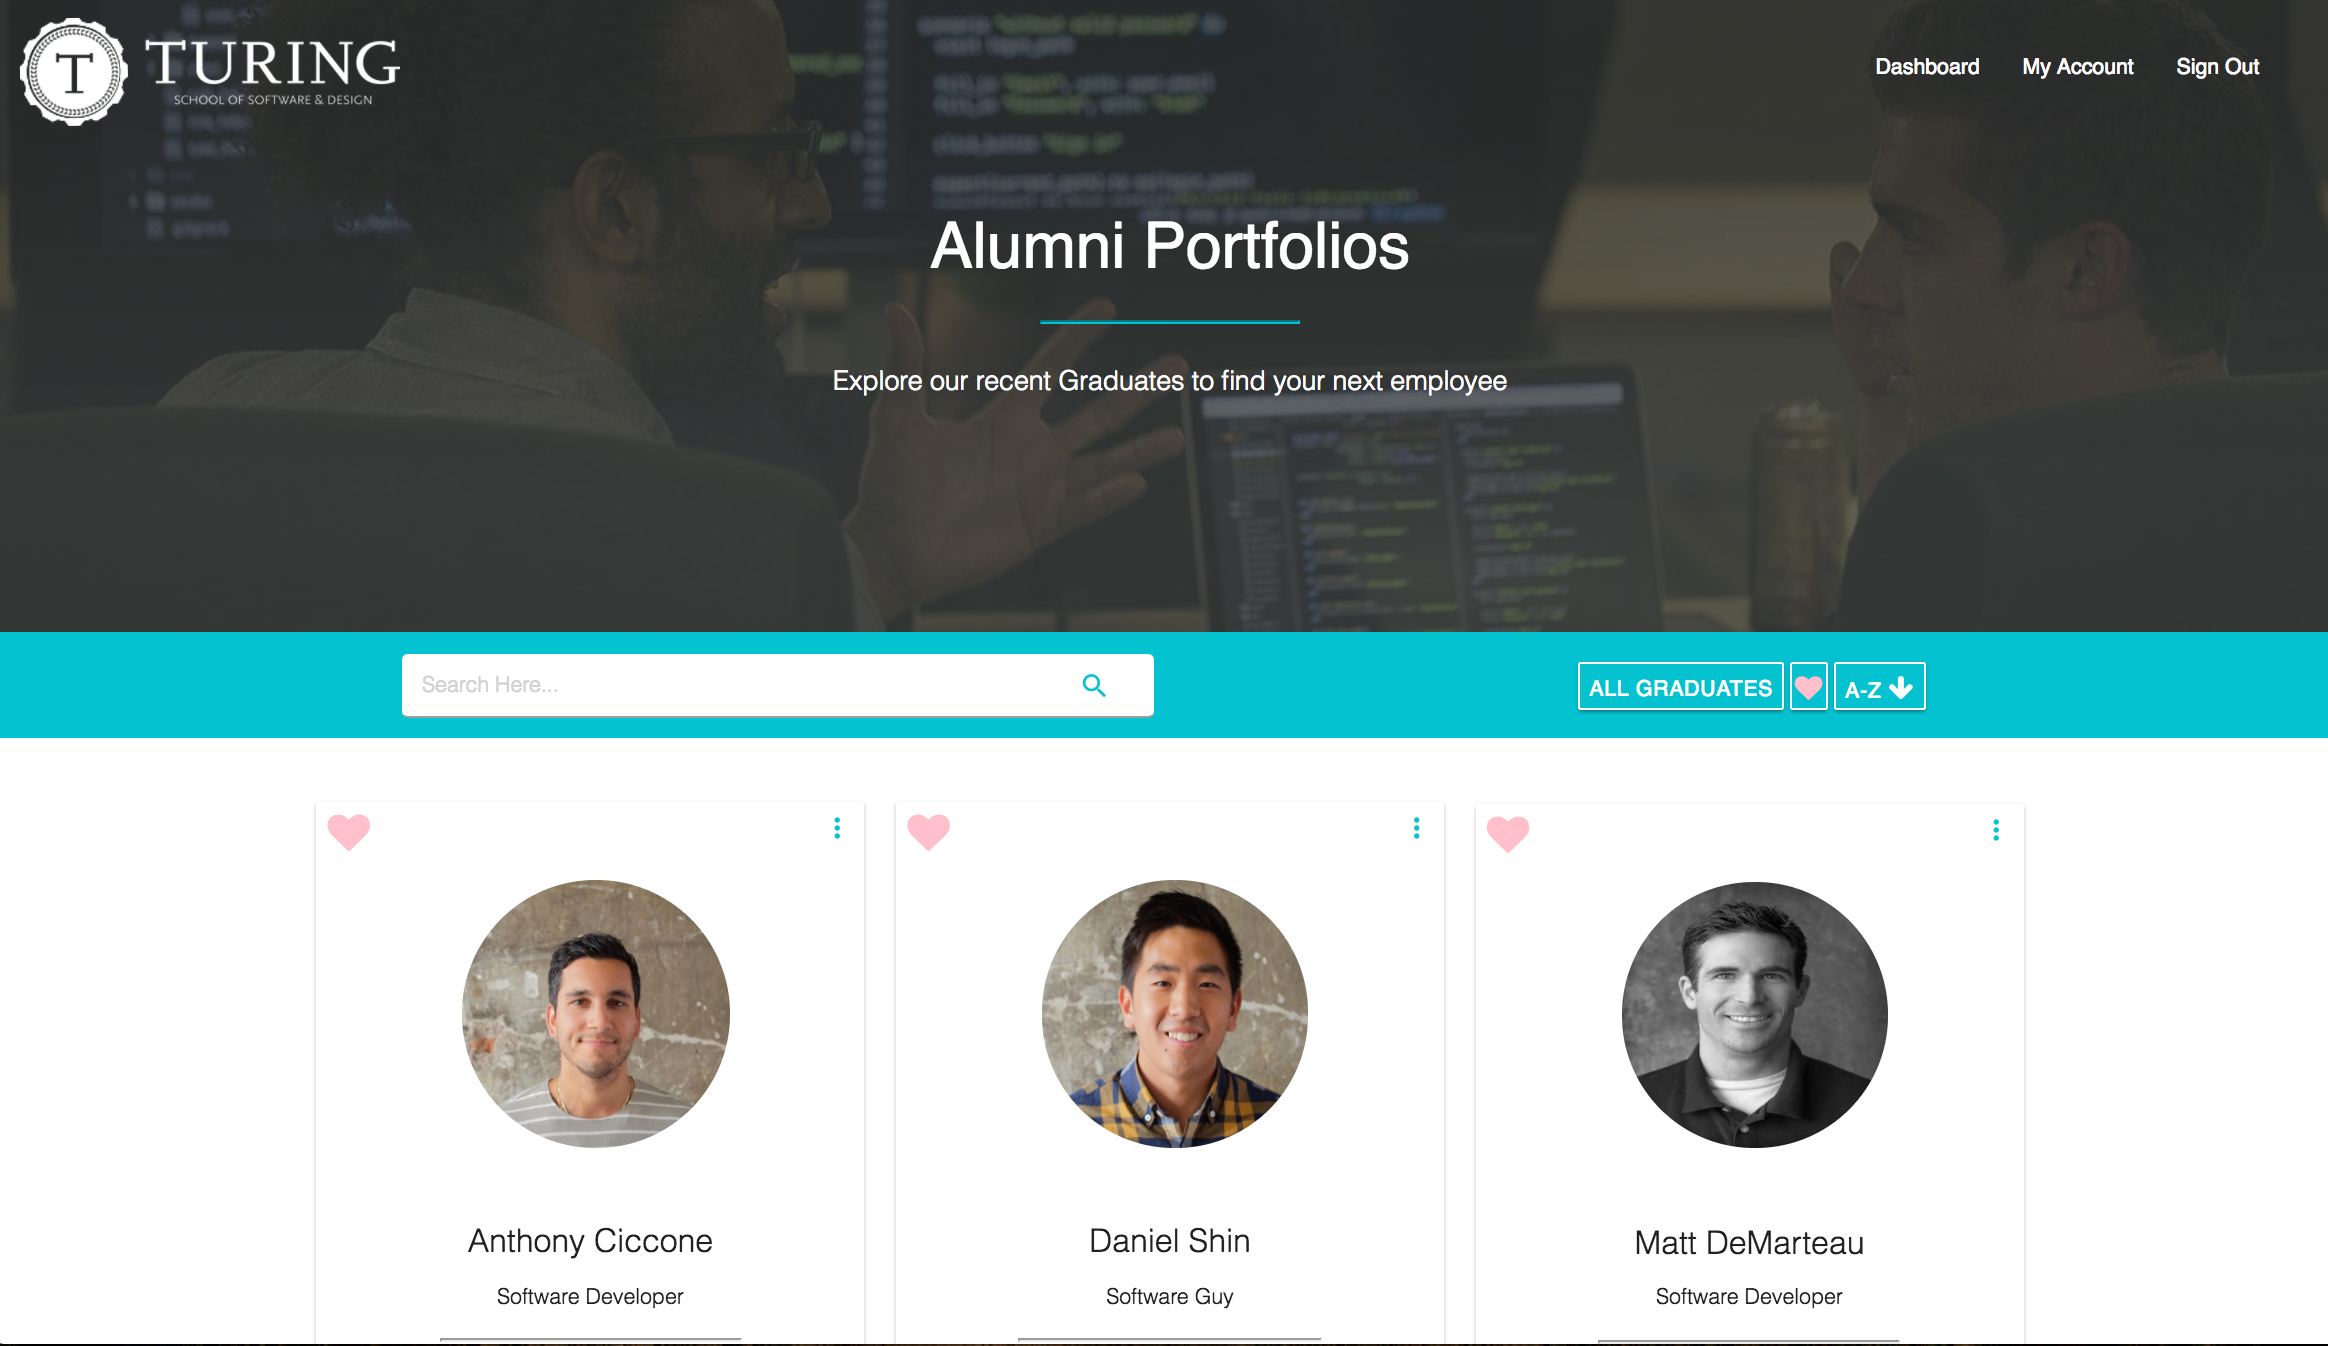 T TURING
SCHOOL OF SOFTWARE & DESIGN
Dashboard My Account Sign Out
Alumni Portfolios
Explore our recent Graduates to find your next employee
Search Here...
ALL GRADUATES
A-Z
Anthony Ciccone
Software Developer
Daniel Shin
Software Guy
Matt DeMarteau
Software Developer